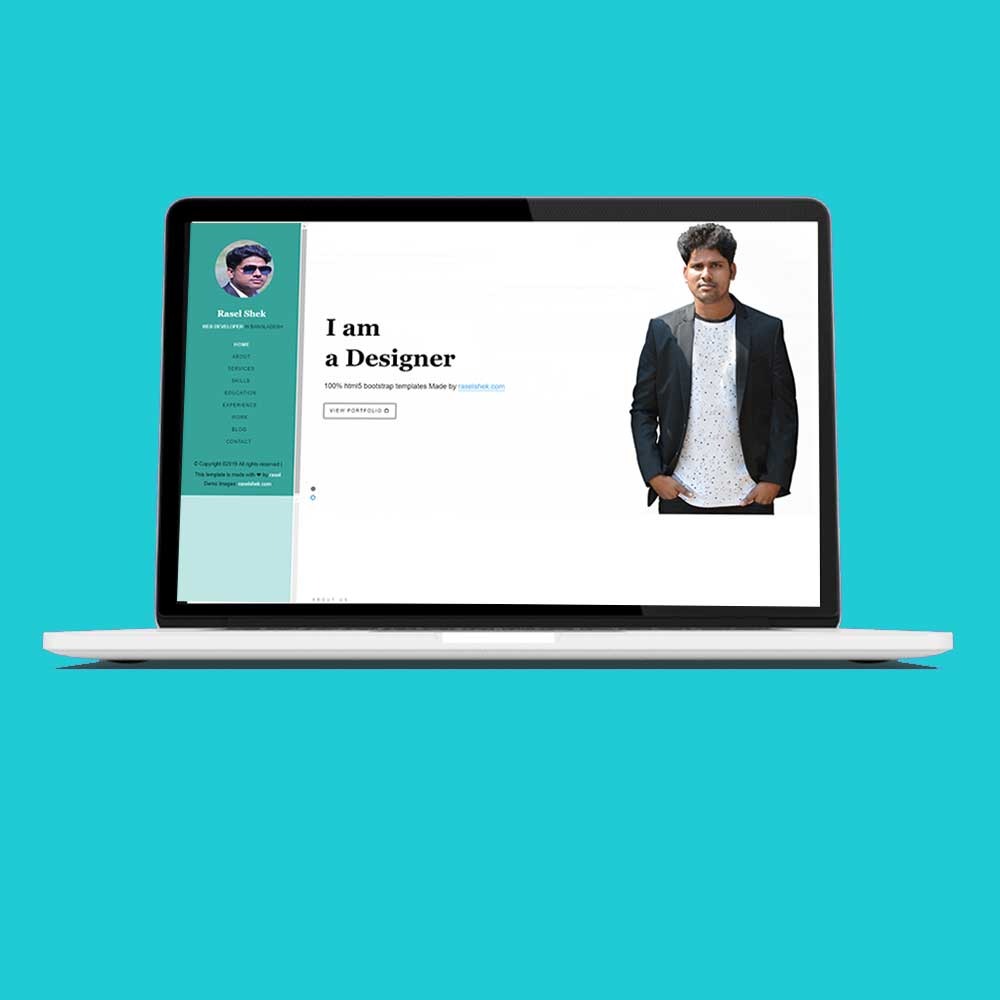 Rasel Shek
WEB DEVELOPER IN BANGLADESH
HOME
ABOUT
SERVICES
SKILLS
EDUCATION
EXPERIENCE
WORK
BLOG
CONTACT
© Copyright ©2019 All rights reserved |
This template is made with ❤ by rasel
Demo Images: raselshek.com
I am
a Designer
100% html5 bootstrap templates Made by raselshek.com
VIEW PORTFOLIO
ABOUT US